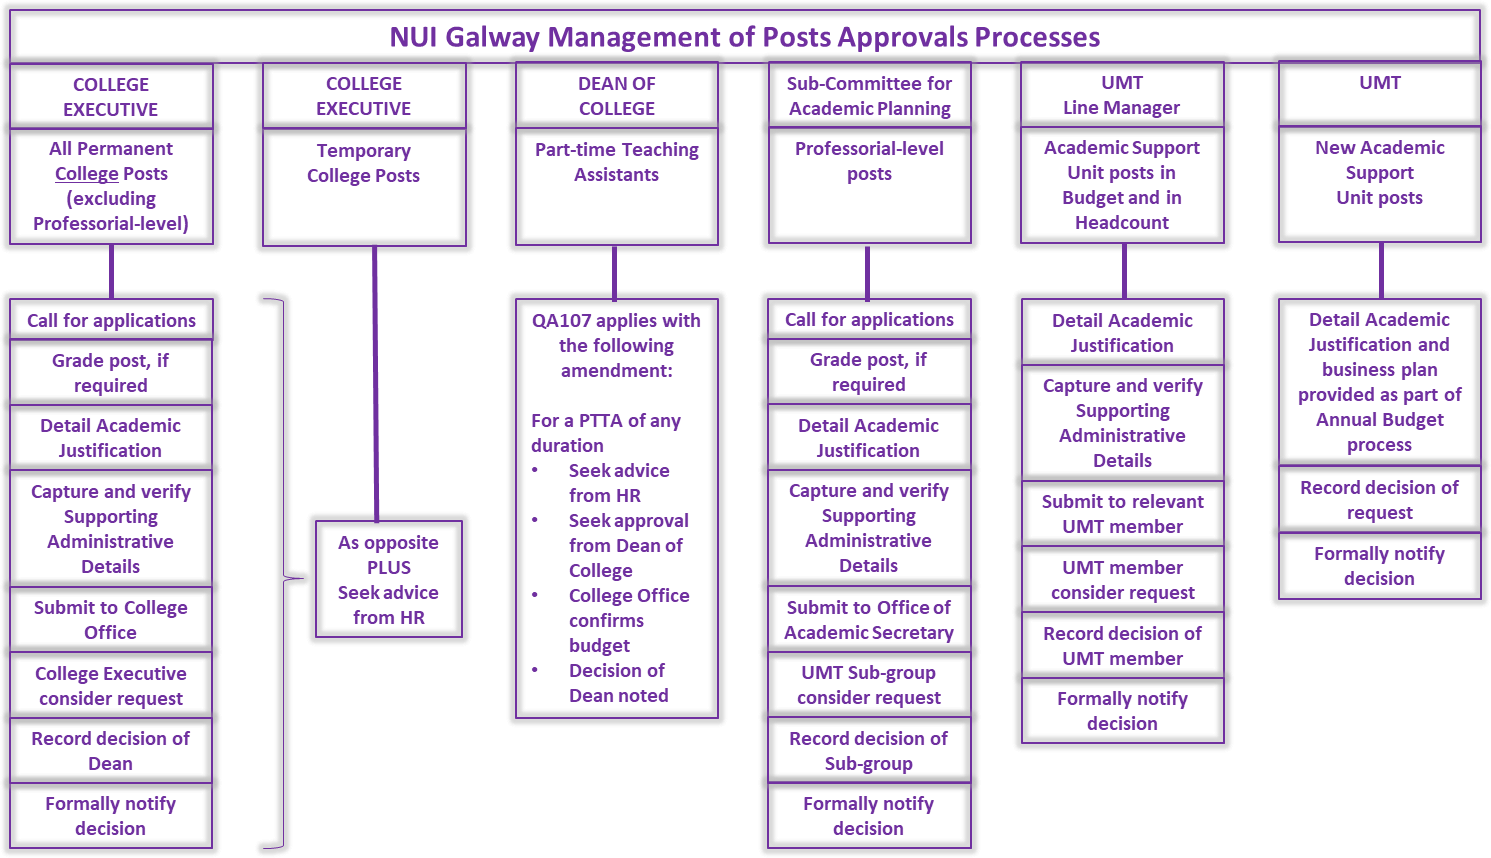 NUI Galway Management of Posts Approvals Processes
COLLEGE
EXECUTIVE
All Permanent
College Posts
(excluding
Professorial-level)
Call for applications
Grade post, if
required
Detail Academic
Justification
Capture and verify
Supporting
Administrative
Details
Submit to College
Office
College Executive
consider request
Record decision of
Dean
Formally notify
decision
COLLEGE
EXECUTIVE
Temporary
College Posts
As opposite
PLUS
Seek advice
from HR
DEAN OF
COLLEGE
Part-time Teaching
Assistants
QA107 applies with
the following
amendment:
For a PTTA of any
duration
• Seek advice
from HR
• Seek approval
from Dean of
College
• College Office
confirms
budget
• Decision of
Dean noted
Sub-Committee for
Academic Planning
Professorial-level
posts
Call for applications
Grade post, if
required
Detail Academic
Justification
Capture and verify
Supporting
Administrative
Details
Submit to Office of
Academic Secretary
UMT Sub-group
consider request
Record decision of
Sub-group
Formally notify
decision
UMT
Line Manager
Academic Support
Unit posts in
Budget and in
Headcount
Detail Academic
Justification
Capture and verify
Supporting
Administrative
Details
Submit to relevant
UMT member
UMT member
consider request
Record decision of
UMT member
Formally notify
decision
UMT
New Academic
Support
Unit posts
Detail Academic
Justification and
business plan
provided as part of
Annual Budget
process
Record decision of
request
Formally notify
decision